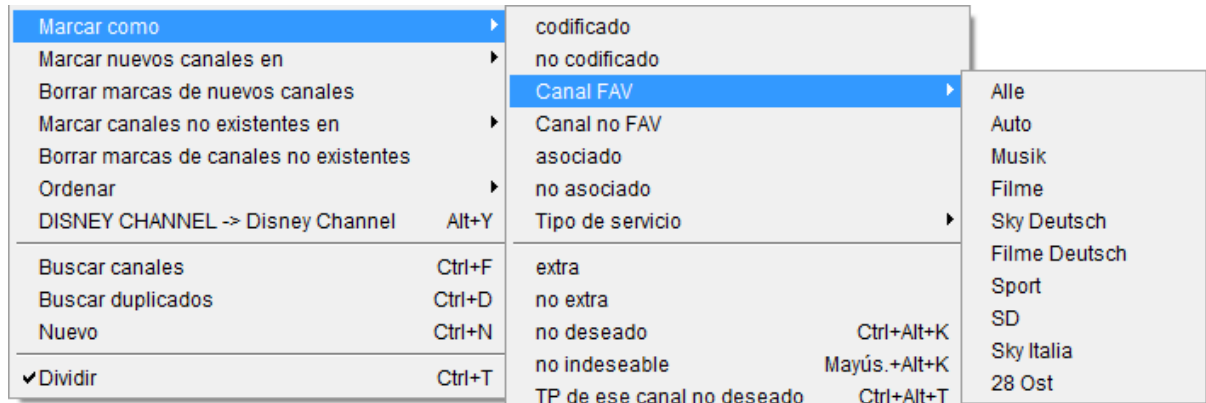 Marcar como
Marcar nuevos canales en
Borrar marcas de nuevos canales
Marcar canales no existentes en
Borrar marcas de canales no existentes
Ordenar
DISNEY CHANNEL -> Disney Channel Alt+Y
Buscar canales Ctrl+F
Buscar duplicados Ctrl+D
Nuevo Ctrl+N
Dividir Ctrl+T
codificado
no codificado
Canal FAV
Canal no FAV
asociado
no asociado
Tipo de servicio
extra
no extra
no deseado Ctrl+Alt+K
no indeseable Mayús.+Alt+K
TP de ese canal no deseado Ctrl+Alt+T
Alle
Auto
Musik
Filme
Sky Deutsch
Filme Deutsch
Sport
SD
Sky Italia
28 Ost